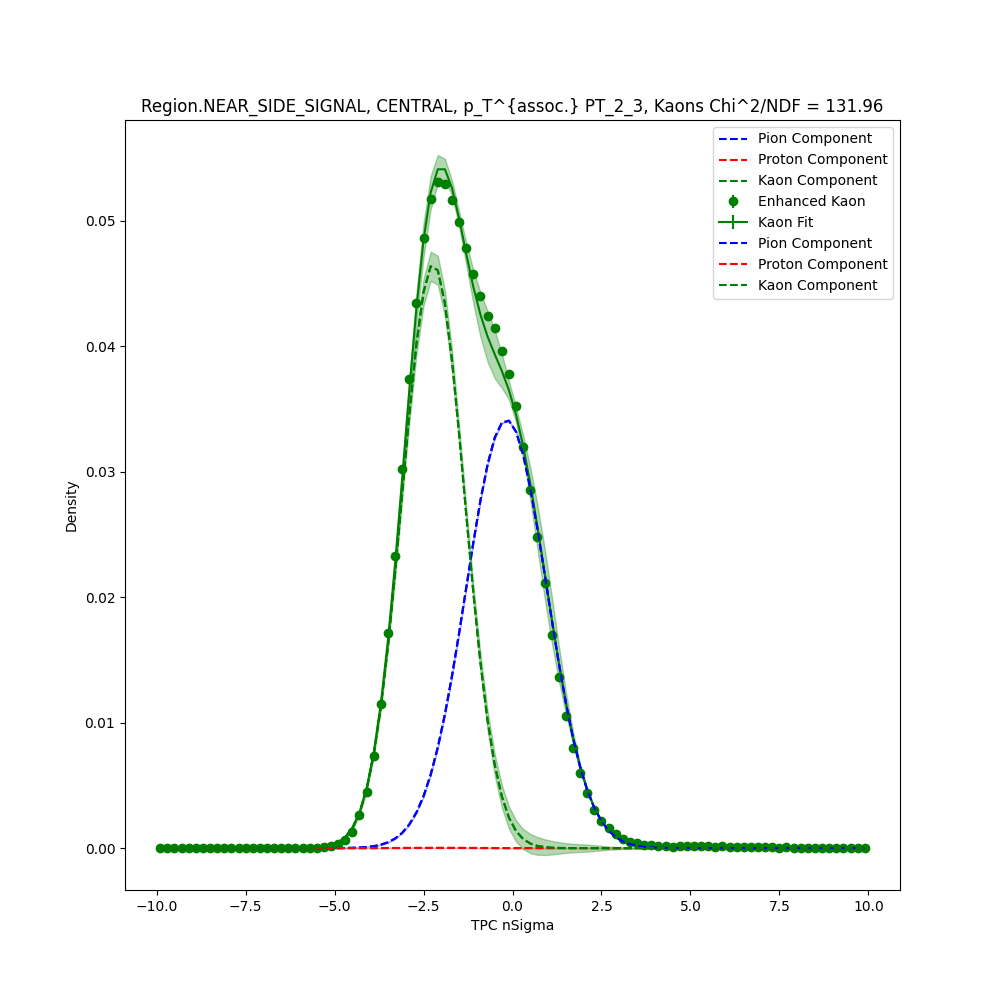 Region.NEAR_SIDE_SIGNAL, CENTRAL, p_T^{assoc.} PT_2_3, Kaons Chi^2/NDF = 131.96
Pion Component
Proton Component
Kaon Component
Enhanced Kaon
Kaon Fit
Pion Component
Proton Component
Kaon Component
Density
0.05
0.04
0.03
0.02
0.01
0.00
−10.0 −7.5 −5.0 −2.5 0.0 2.5 5.0 7.5 10.0
TPC nSigma